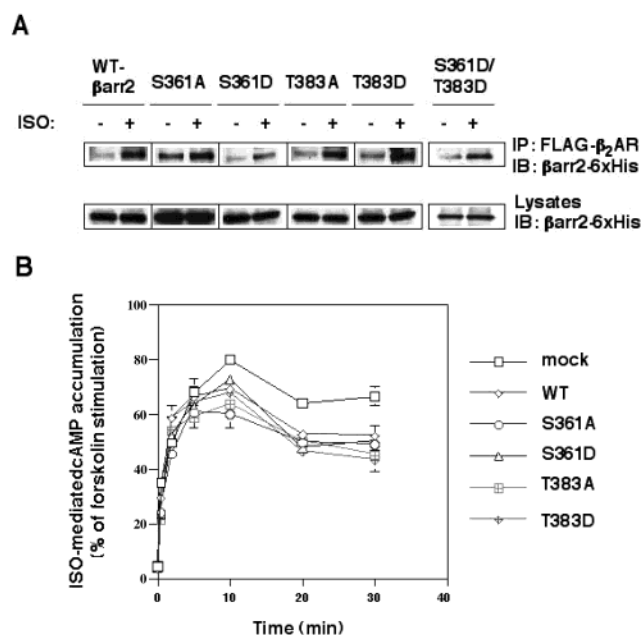 A
WT-βarr2 S361A S361D T383A T383D S361D/T383D
ISO: - + - + - + - + - + - +
IP: FLAG-β2AR
IB: βarr2-6xHis
Lysates
IB: βarr2-6xHis
B
ISO-mediatedcAMP accumulation
(% of forskolin stimulation)
100
80
60
40
20
0
0 10 20 30 40
Time (min)
mock
WT
S361A
S361D
T383A
T383D